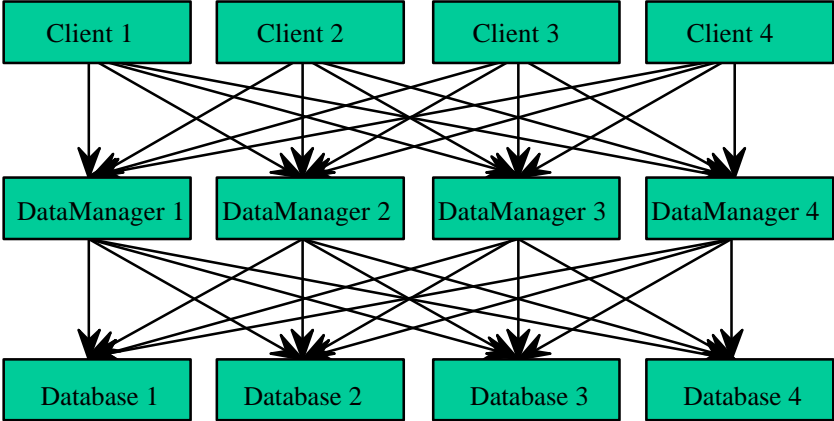 Client 1
Client 2
Client 3
Client 4
DataManager 1
DataManager 2
DataManager 3
DataManager 4
Database 1
Database 2
Database 3
Database 4